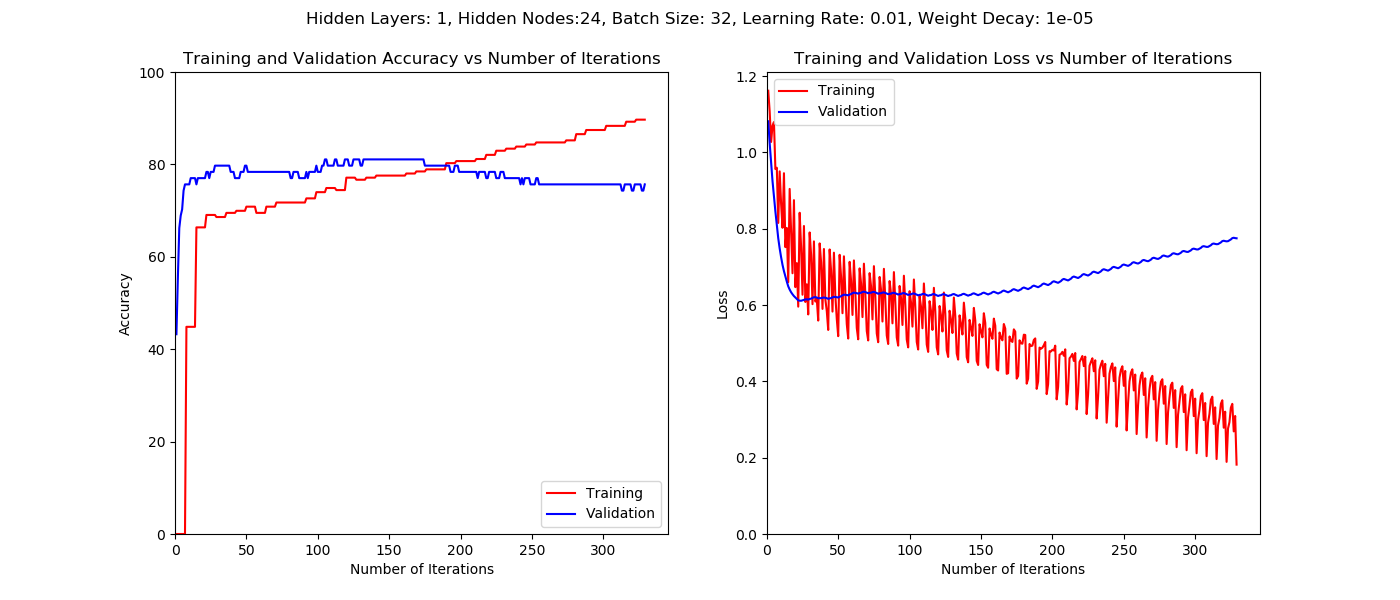 Hidden Layers: 1, Hidden Nodes:24, Batch Size: 32, Learning Rate: 0.01, Weight Decay: 1e-05
Training and Validation Accuracy vs Number of Iterations
100
80
60
40
20
0
Accuracy
0 50 100 150 200 250 300
Number of Iterations
Training
Validation
Training and Validation Loss vs Number of Iterations
1.2
1.0
0.8
0.6
0.4
0.2
0.0
Loss
0 50 100 150 200 250 300
Number of Iterations
Training
Validation